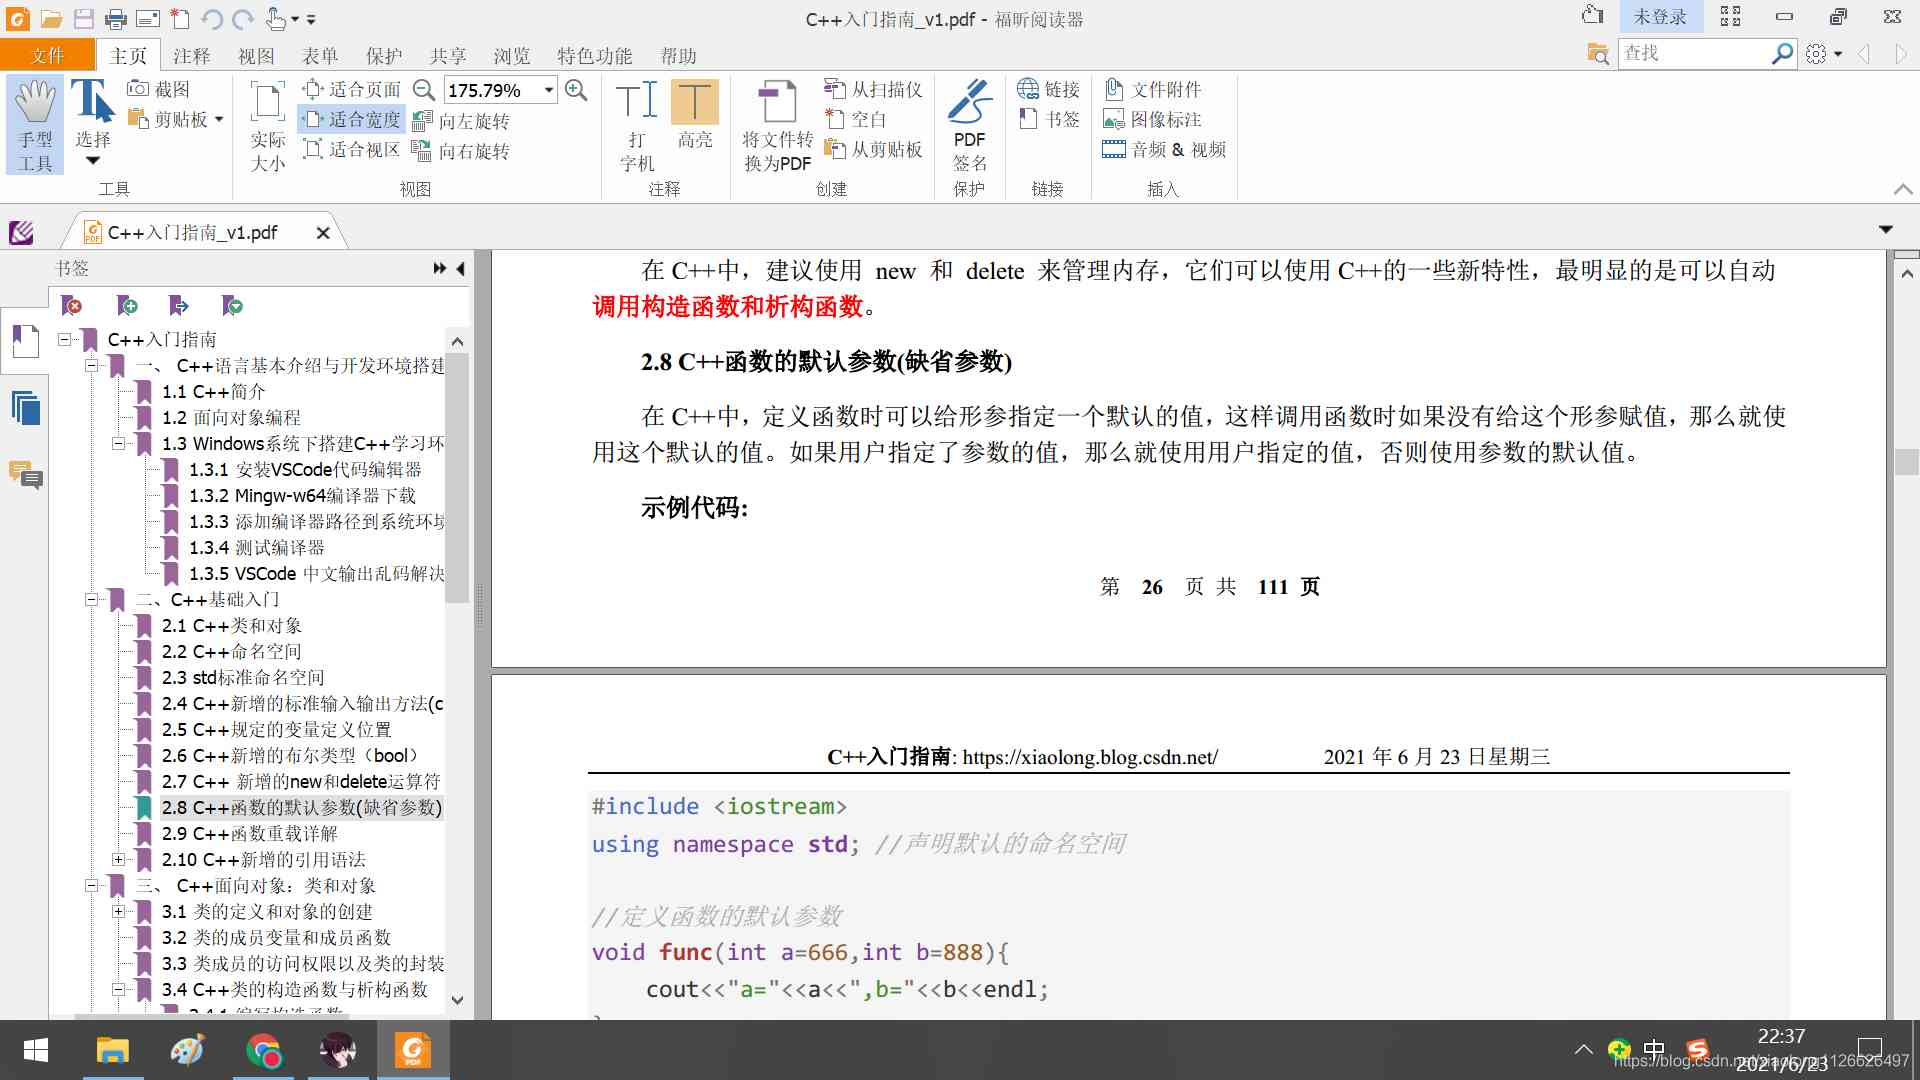 C++入门指南_v1.pdf - 福昕阅读器
未登录
文件 主页 注释 视图 表单 保护 共享 浏览 特色功能 帮助
查找
手型
工具
选择
截图
剪贴板
工具
实际
大小
适合页面
适合宽度
适合视区
175.79%
向左旋转
向右旋转
视图
打
字机
高亮
注释
将文件转
换为PDF
从扫描仪
空白
从剪贴板
创建
PDF
签名
保护
链接
书签
链接
文件附件
图像标注
音频 & 视频
插入
C++入门指南_v1.pdf
书签
C++入门指南
一、 C++语言基本介绍与开发环境搭建
1.1 C++简介
1.2 面向对象编程
1.3 Windows系统下搭建C++学习环
1.3.1 安装VSCode代码编辑器
1.3.2 Mingw-w64编译器下载
1.3.3 添加编译器路径到系统环境
1.3.4 测试编译器
1.3.5 VSCode 中文输出乱码解决
二、C++基础入门
2.1 C++类和对象
2.2 C++命名空间
2.3 std标准命名空间
2.4 C++新增的标准输入输出方法(c
2.5 C++规定的变量定义位置
2.6 C++新增的布尔类型（bool）
2.7 C++ 新增的new和delete运算符
2.8 C++函数的默认参数(缺省参数)
2.9 C++函数重载详解
2.10 C++新增的引用语法
三、 C++面向对象：类和对象
3.1 类的定义和对象的创建
3.2 类的成员变量和成员函数
3.3 类成员的访问权限以及类的封装
3.4 C++类的构造函数与析构函数
在 C++中，建议使用 new 和 delete 来管理内存，它们可以使用 C++的一些新特性，最明显的是可以自动
调用构造函数和析构函数。
2.8 C++函数的默认参数(缺省参数)
在 C++中，定义函数时可以给形参指定一个默认的值，这样调用函数时如果没有给这个形参赋值，那么就使
用这个默认的值。如果用户指定了参数的值，那么就使用用户指定的值，否则使用参数的默认值。
示例代码:
第 26 页 共 111 页
C++入门指南: https://xiaolong.blog.csdn.net/ 2021 年 6 月 23 日星期三
#include <iostream>
using namespace std; //声明默认的命名空间
//定义函数的默认参数
void func(int a=666,int b=888){
cout<<"a="<<a<<",b="<<b<<endl;
中
22:37
2021/6/23
https://blog.csdn.net/xiaolong1126626497